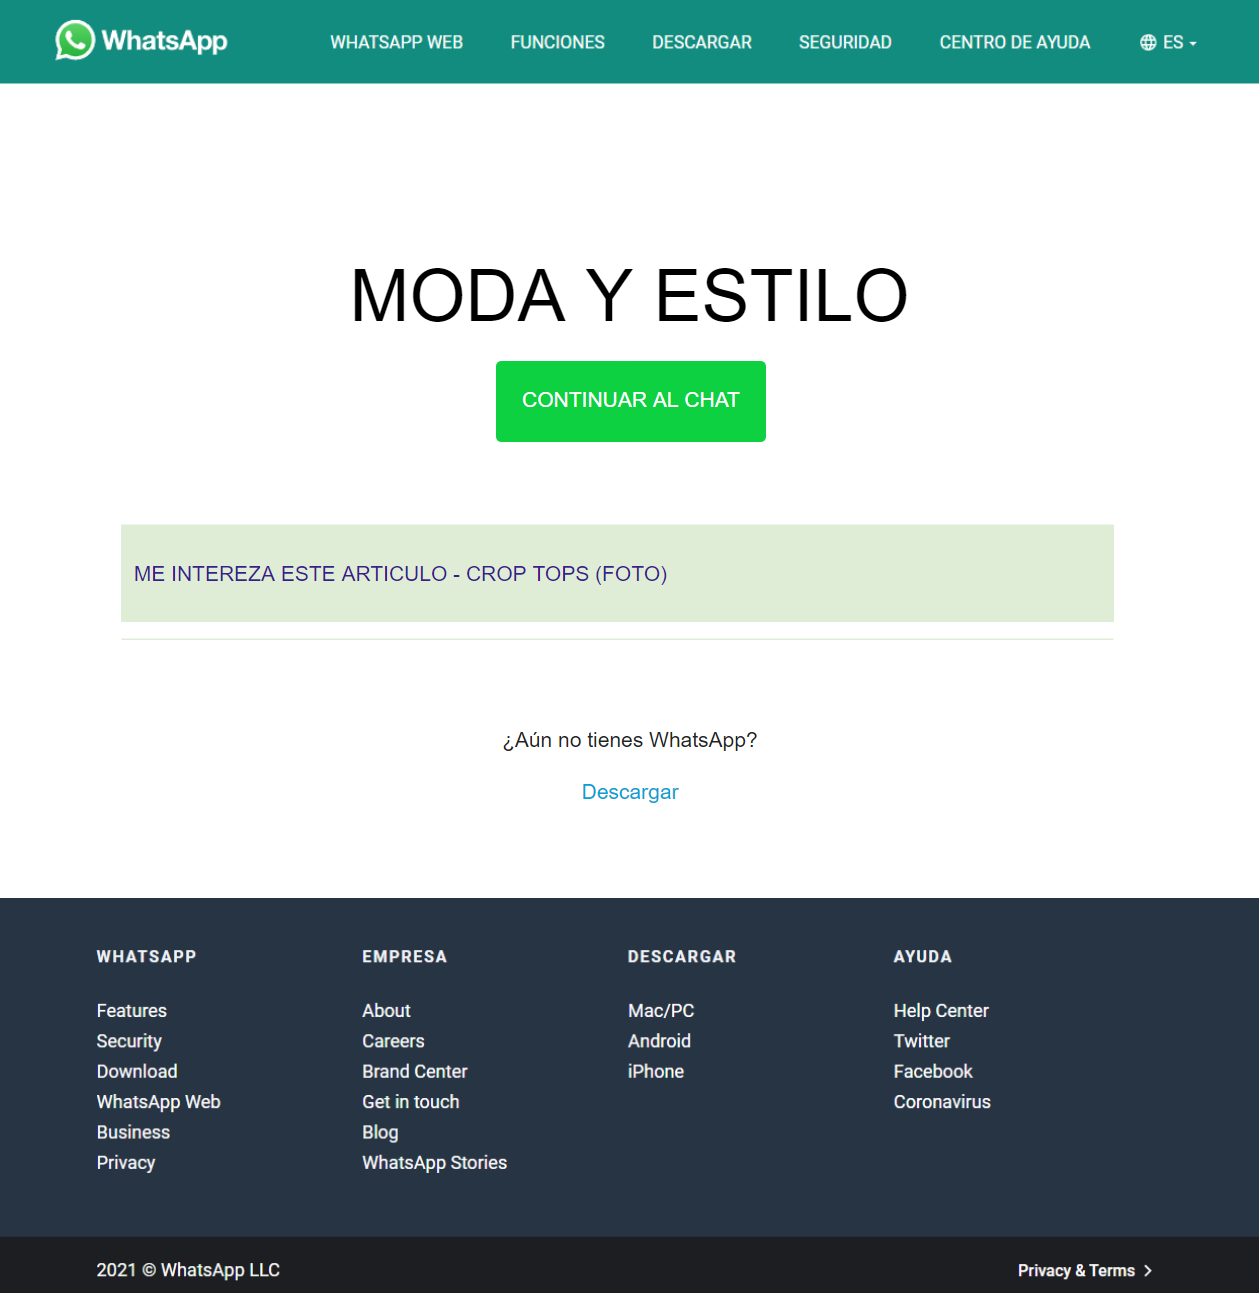 WhatsApp
WHATSAPP WEB FUNCIONES DESCARGAR SEGURIDAD CENTRO DE AYUDA ES
MODA Y ESTILO
CONTINUAR AL CHAT
ME INTEREZA ESTE ARTICULO - CROP TOPS (FOTO)
¿Aún no tienes WhatsApp?
Descargar
WHATSAPP
Features
Security
Download
WhatsApp Web
Business
Privacy
EMPRESA
About
Careers
Brand Center
Get in touch
Blog
WhatsApp Stories
DESCARGAR
Mac/PC
Android
iPhone
AYUDA
Help Center
Twitter
Facebook
Coronavirus
2021 © WhatsApp LLC
Privacy & Terms